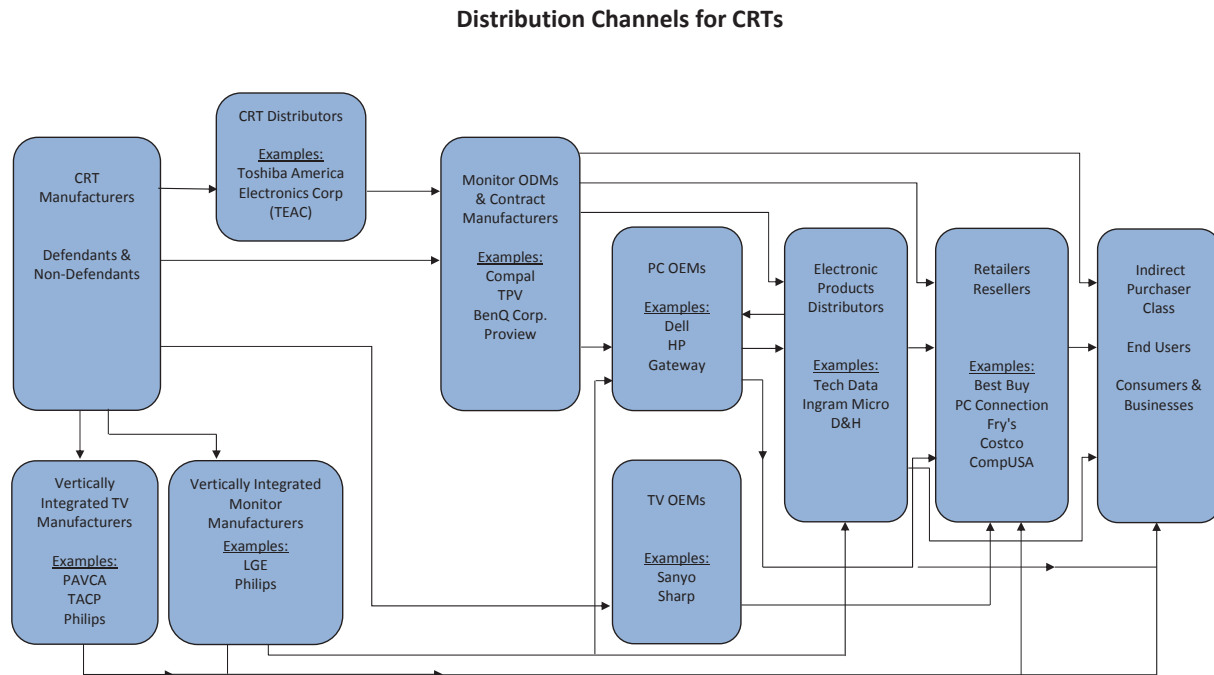 Distribution Channels for CRTs
CRT
Manufacturers
Defendants &
Non-Defendants
CRT Distributors
Examples:
Toshiba America
Electronics Corp
(TEAC)
Monitor ODMs
& Contract
Manufacturers
Examples:
Compal
TPV
BenQ Corp.
Proview
PC OEMs
Examples:
Dell
HP
Gateway
Electronic
Products
Distributors
Examples:
Tech Data
Ingram Micro
D&H
Retailers
Resellers
Examples:
Best Buy
PC Connection
Fry's
Costco
CompUSA
Indirect
Purchaser
Class
End Users
Consumers &
Businesses
Vertically
Integrated TV
Manufacturers
Examples:
PAVCA
TACP
Philips
Vertically Integrated
Monitor
Manufacturers
Examples:
LGE
Philips
TV OEMs
Examples:
Sanyo
Sharp